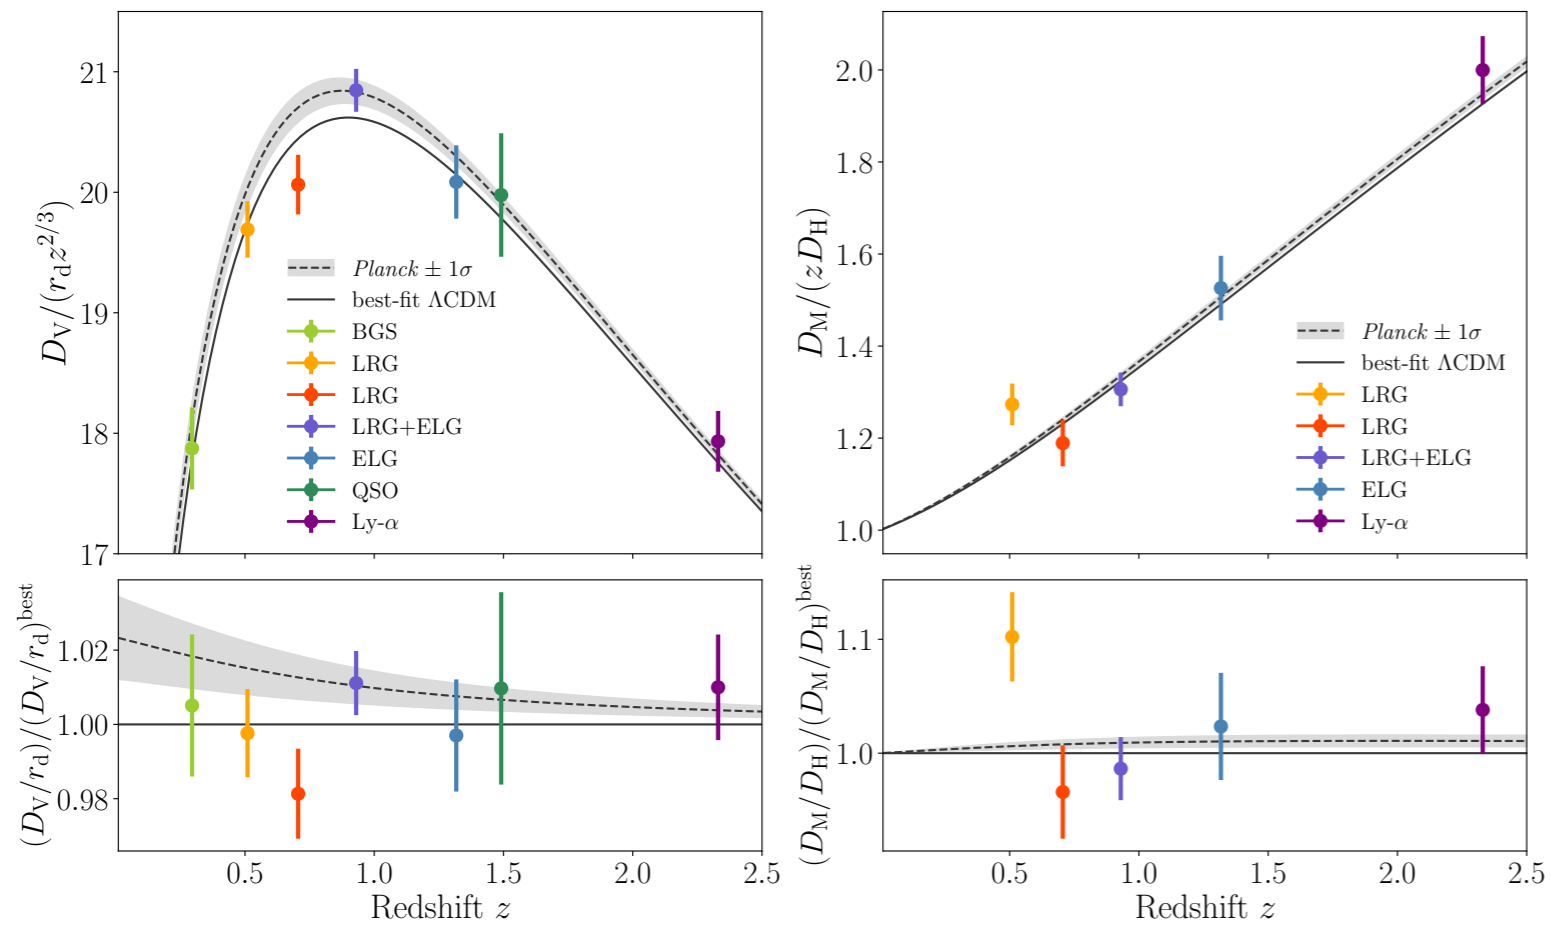 D_V/(r_d z^{2/3})
21
20
19
18
17
Planck ± 1σ
best-fit ΛCDM
BGS
LRG
LRG
LRG+ELG
ELG
QSO
Ly-α
D_M/(zD_H)
2.0
1.8
1.6
1.4
1.2
1.0
Planck ± 1σ
best-fit ΛCDM
LRG
LRG
LRG+ELG
ELG
Ly-α
(D_V/r_d)/(D_V/r_d)^{best}
1.02
1.00
0.98
0.5 1.0 1.5 2.0 2.5
Redshift z
(D_M/D_H)/(D_M/D_H)^{best}
1.1
1.0
0.5 1.0 1.5 2.0 2.5
Redshift z